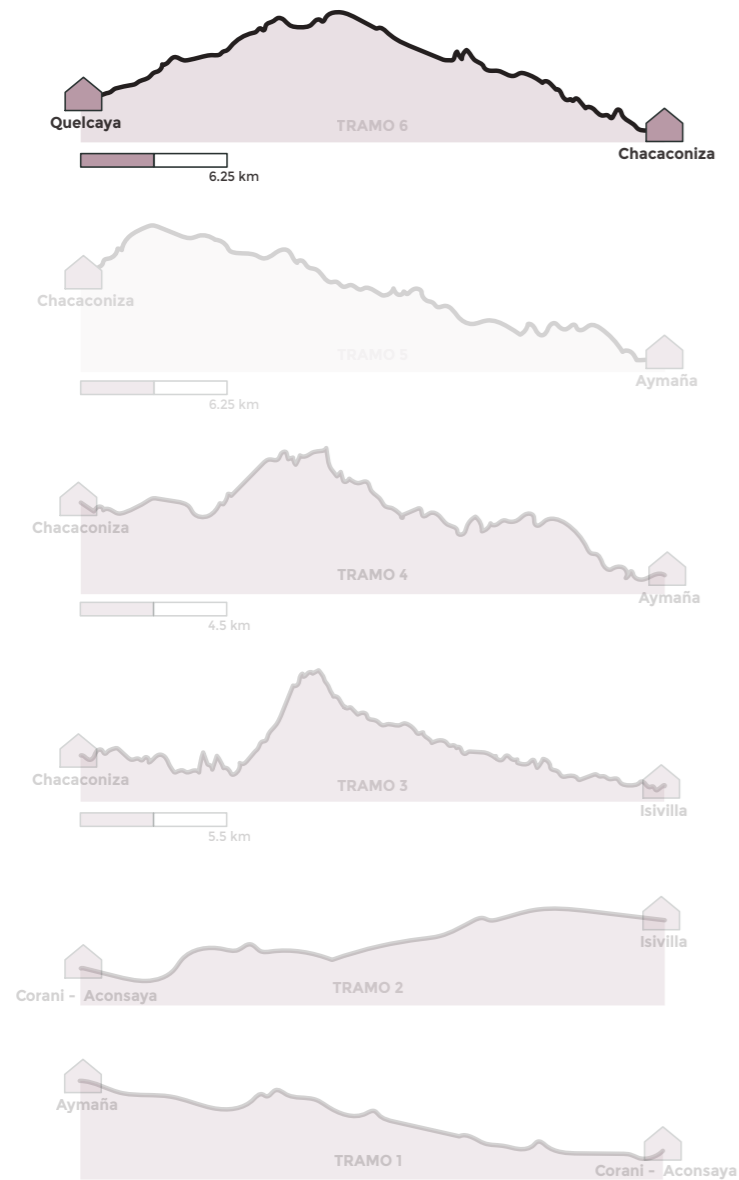 Quelcaya
TRAMO 6
Chacaconiza
6.25 km
Chacaconiza
TRAMO 5
Aymaña
6.25 km
Chacaconiza
TRAMO 4
Aymaña
4.5 km
Chacaconiza
TRAMO 3
Isivilla
5.5 km
Isivilla
Corani - Aconsaya
TRAMO 2
Aymaña
TRAMO 1
Corani - Aconsaya